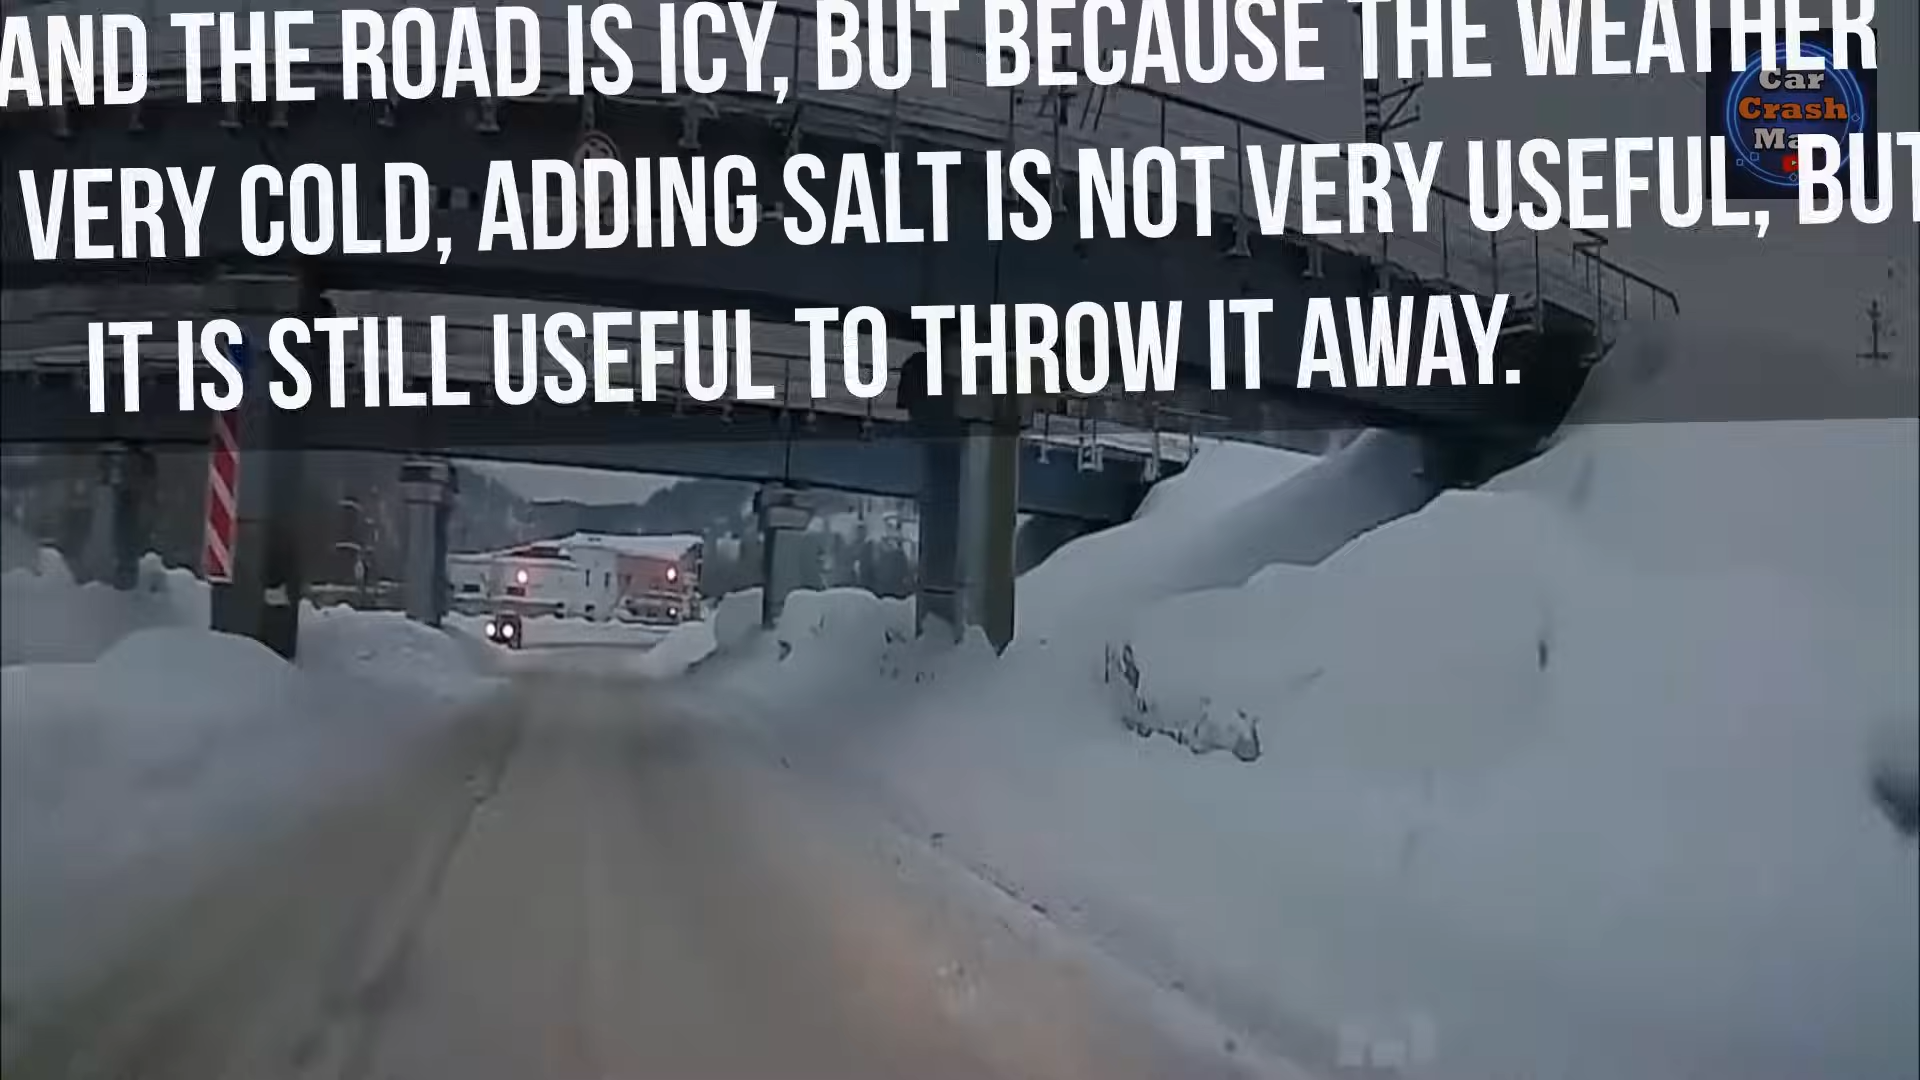 AND THE ROAD IS ICY, BUT BECAUSE THE WEATHER
VERY COLD, ADDING SALT IS NOT VERY USEFUL, BUT
IT IS STILL USEFUL TO THROW IT AWAY.
Car
Crash